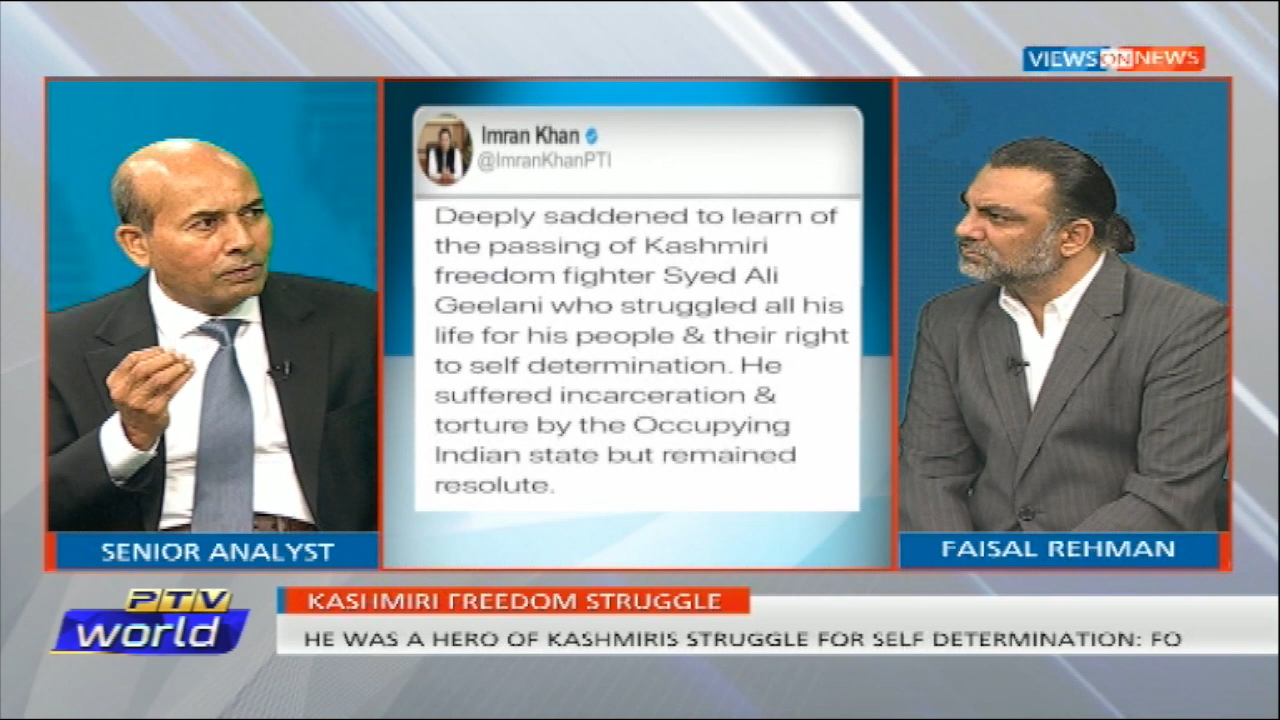 VIEWS ON NEWS
Imran Khan
@ImranKhanPTI
Deeply saddened to learn of
the passing of Kashmiri
freedom fighter Syed Ali
Geelani who struggled all his
life for his people & their right
to self determination. He
suffered incarceration &
torture by the Occupying
Indian state but remained
resolute.
SENIOR ANALYST
FAISAL REHMAN
PTV
world
KASHMIRI FREEDOM STRUGGLE
HE WAS A HERO OF KASHMIRIS STRUGGLE FOR SELF DETERMINATION: FO